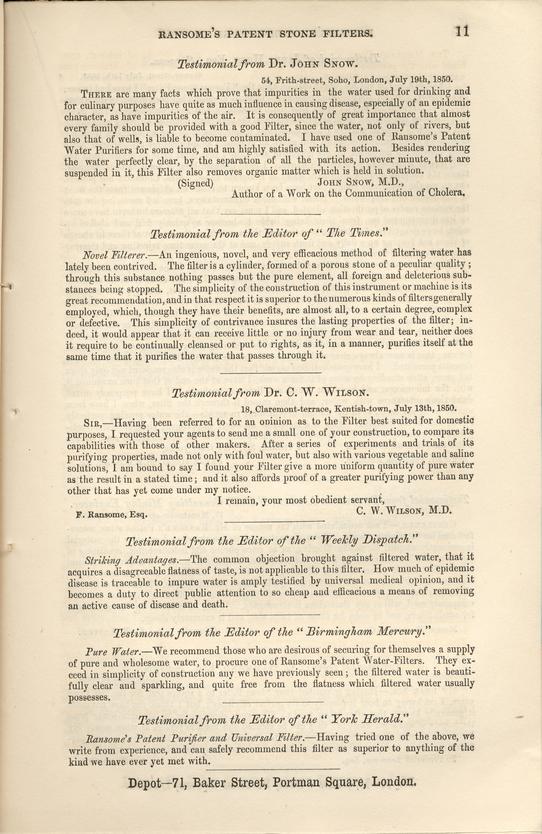 RANSOME'S PATENT STONE FILTERS. 11
Testimonial from Dr. JOHN SNOW.
54, Frith-street, Soho, London, July 19th, 1850.
THERE are many facts which prove that impurities in the water used for drinking and
for culinary purposes have quite as much influence in causing disease, especially of an epidemic
character, as have impurities of the air. It is consequently of great importance that almost
every family should be provided with a good Filter, since the water, not only of rivers, but
also that of wells, is liable to become contaminated. I have used one of Ransome's Patent
Water Purifiers for some time, and am highly satisfied with its action. Besides rendering
the water perfectly clear, by the separation of all the particles, however minute, that are
suspended in it, this Filter also removes organic matter which is held in solution.
(Signed) JOHN SNOW, M.D.,
Author of a Work on the Communication of Cholera.
Testimonial from the Editor of " The Times."
Novel Filterer.—An ingenious, novel, and very efficacious method of filtering water has
lately been contrived. The filter is a cylinder, formed of a porous stone of a peculiar quality;
through this substance nothing passes but the pure element, all foreign and deleterious sub-
stances being stopped. The simplicity of the construction of this instrument or machine is its
great recommendation, and in that respect it is superior to the numerous kinds of filters generally
employed, which, though they have their benefits, are almost all, to a certain degree, complex
or defective. This simplicity of contrivance insures the lasting properties of the filter; in-
deed, it would appear that it can receive little or no injury from wear and tear, neither does
it require to be continually cleansed or put to rights, as it, in a manner, purifies itself at the
same time that it purifies the water that passes through it.
Testimonial from Dr. C. W. WILSON.
18, Claremont-terrace, Kentish-town, July 13th, 1850.
SIR,—Having been referred to for an opinion as to the Filter best suited for domestic
purposes, I requested your agents to send me a small one of your construction, to compare its
capabilities with those of other makers. After a series of experiments and trials of its
purifying properties, made not only with foul water, but also with various vegetable and saline
solutions, I am bound to say I found your Filter give a more uniform quantity of pure water
as the result in a stated time; and it also affords proof of a greater purifying power than any
other that has yet come under my notice.
I remain, your most obedient servant,
F. Ransome, Esq. C. W. WILSON, M.D.
Testimonial from the Editor of the " Weekly Dispatch."
Striking Adeantages.—The common objection brought against filtered water, that it
acquires a disagreeable flatness of taste, is not applicable to this filter. How much of epidemic
disease is traceable to impure water is amply testified by universal medical opinion, and it
becomes a duty to direct public attention to so cheap and efficacious a means of removing
an active cause of disease and death.
Testimonial from the Editor of the " Birmingham Mercury."
Pure Water.—We recommend those who are desirous of securing for themselves a supply
of pure and wholesome water, to procure one of Ransome's Patent Water-Filters. They ex-
ceed in simplicity of construction any we have previously seen; the filtered water is beauti-
fully clear and sparkling, and quite free from the flatness which filtered water usually
possesses.
Testimonial from the Editor of the " York Herald."
Ransome's Patent Purifier and Universal Filter.—Having tried one of the above, we
write from experience, and can safely recommend this filter as superior to anything of the
kind we have ever yet met with.
Depot—71, Baker Street, Portman Square, London.